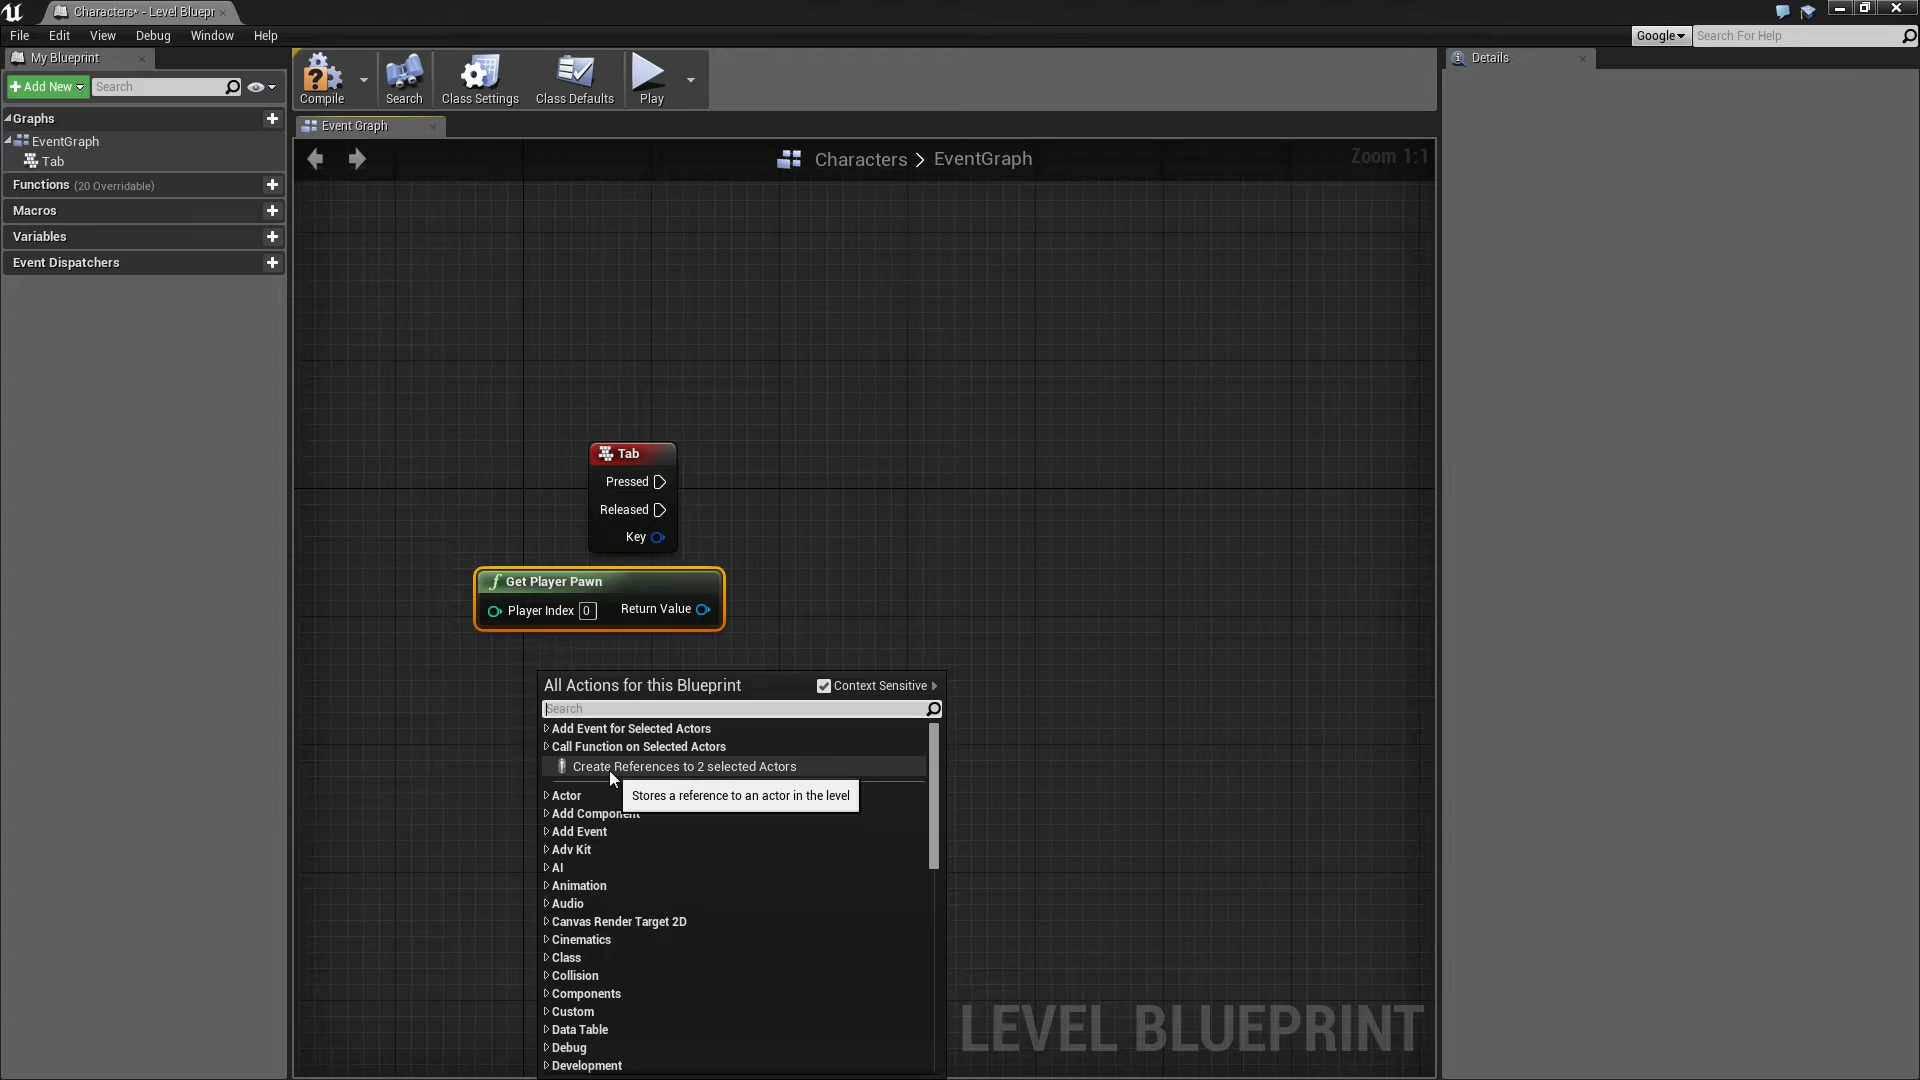 Characters* - Level Bluepr
File Edit View Debug Window Help
Google Search For Help
My Blueprint
Add New Search
Graphs
EventGraph
Tab
Functions (20 Overridable)
Macros
Variables
Event Dispatchers
Compile Search Class Settings Class Defaults Play
Event Graph
Characters > EventGraph
Zoom 1:1
Details
Tab
Pressed
Released
Key
f Get Player Pawn
Player Index 0 Return Value
All Actions for this Blueprint Context Sensitive
Search
Add Event for Selected Actors
Call Function on Selected Actors
Create References to 2 selected Actors
Stores a reference to an actor in the level
Actor
Add Component
Add Event
Adv Kit
AI
Animation
Audio
Canvas Render Target 2D
Cinematics
Class
Collision
Components
Custom
Data Table
Debug
Development
LEVEL BLUEPRINT